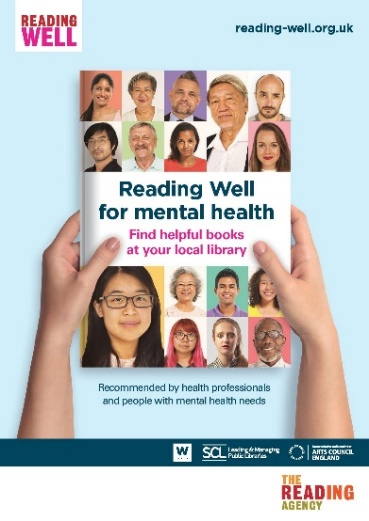 READING
WELL
reading-well.org.uk
Reading Well
for mental health
Find helpful books
at your local library
Recommended by health professionals
and people with mental health needs
W
SCL Leading & Managing
Public Libraries
ARTS COUNCIL
ENGLAND
THE
READING
AGENCY